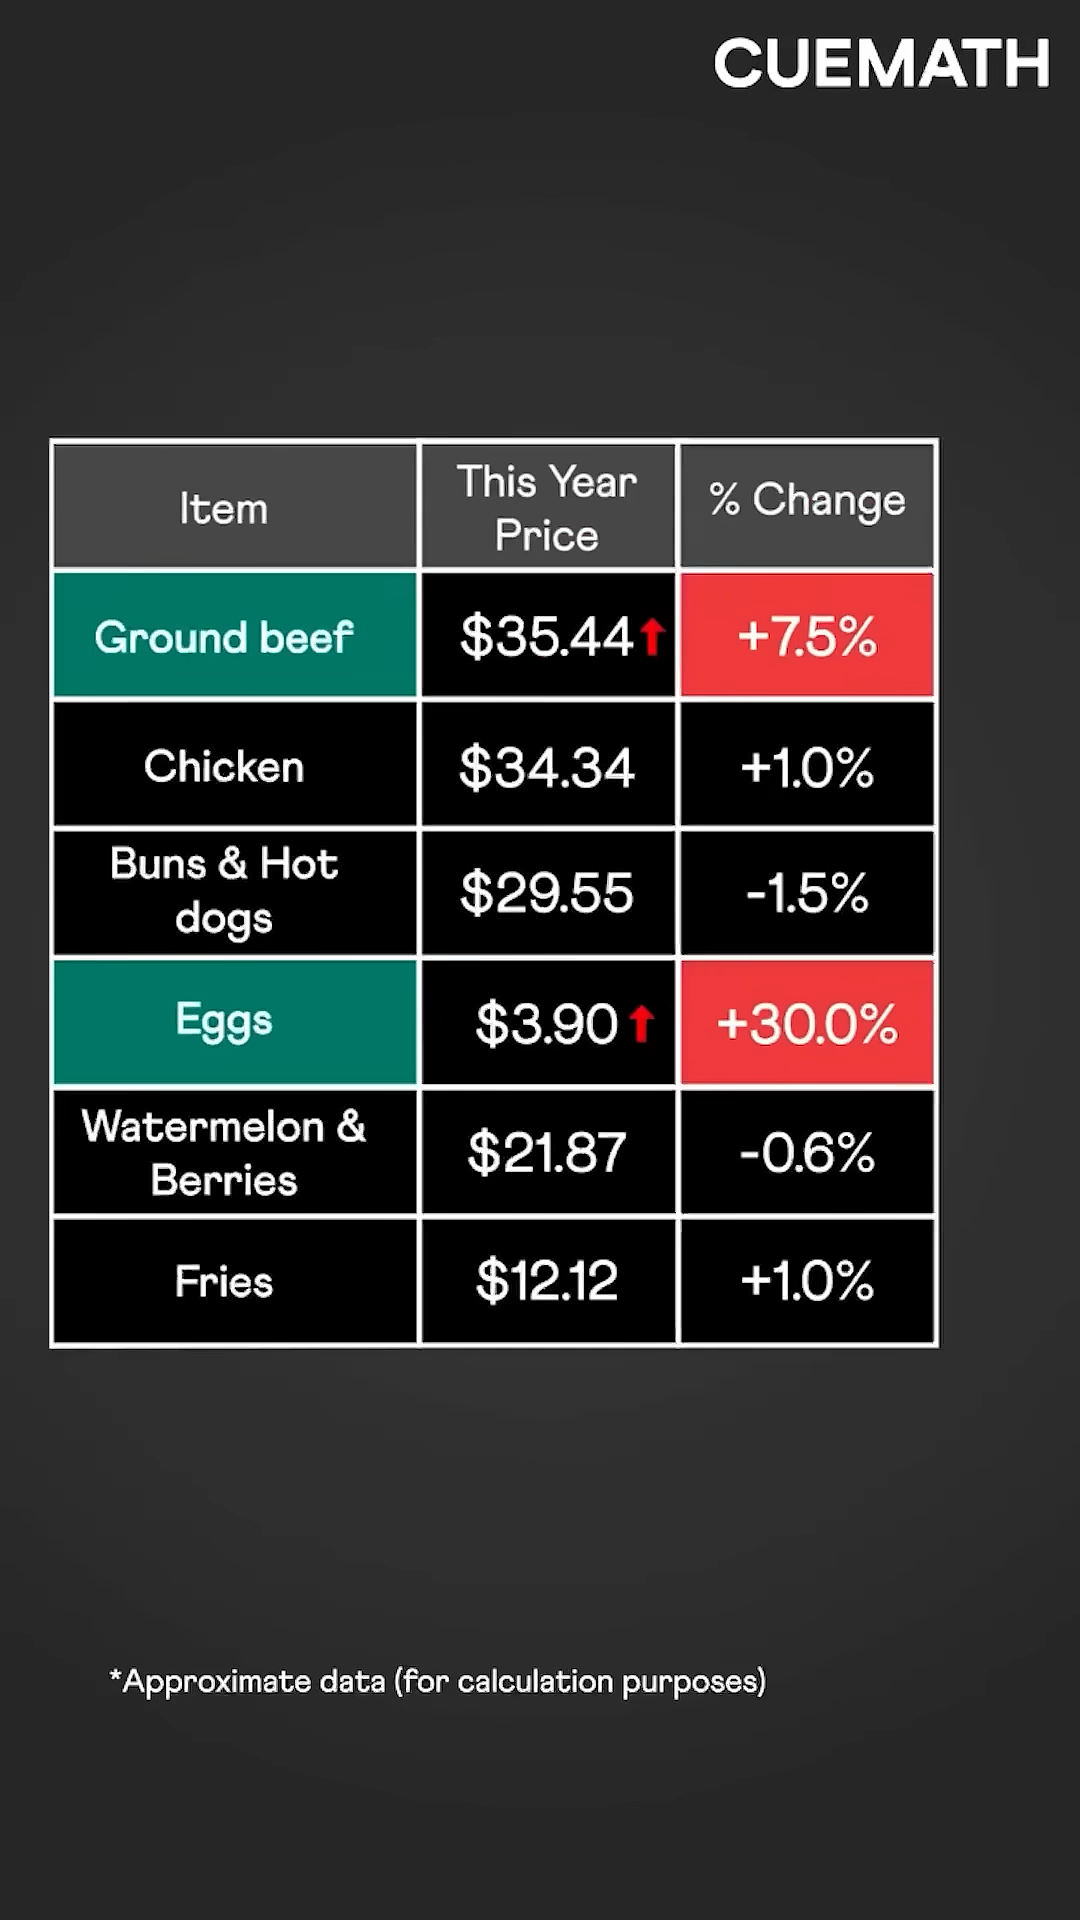 CUEMATH
Item
This Year
Price
% Change
Ground beef
$35.44
+7.5%
Chicken
$34.34
+1.0%
Buns & Hot
dogs
$29.55
-1.5%
Eggs
$3.90
+30.0%
Watermelon &
Berries
$21.87
-0.6%
Fries
$12.12
+1.0%
*Approximate data (for calculation purposes)